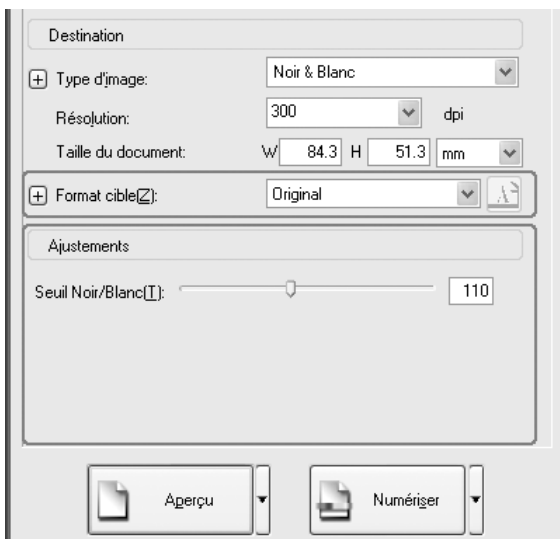 Destination
Type d'image: Noir & Blanc
Résolution: 300 dpi
Taille du document: W 84.3 H 51.3 mm
Format cible(Z): Original
Ajustements
Seuil Noir/Blanc(T): 110
Aperçu Numériser